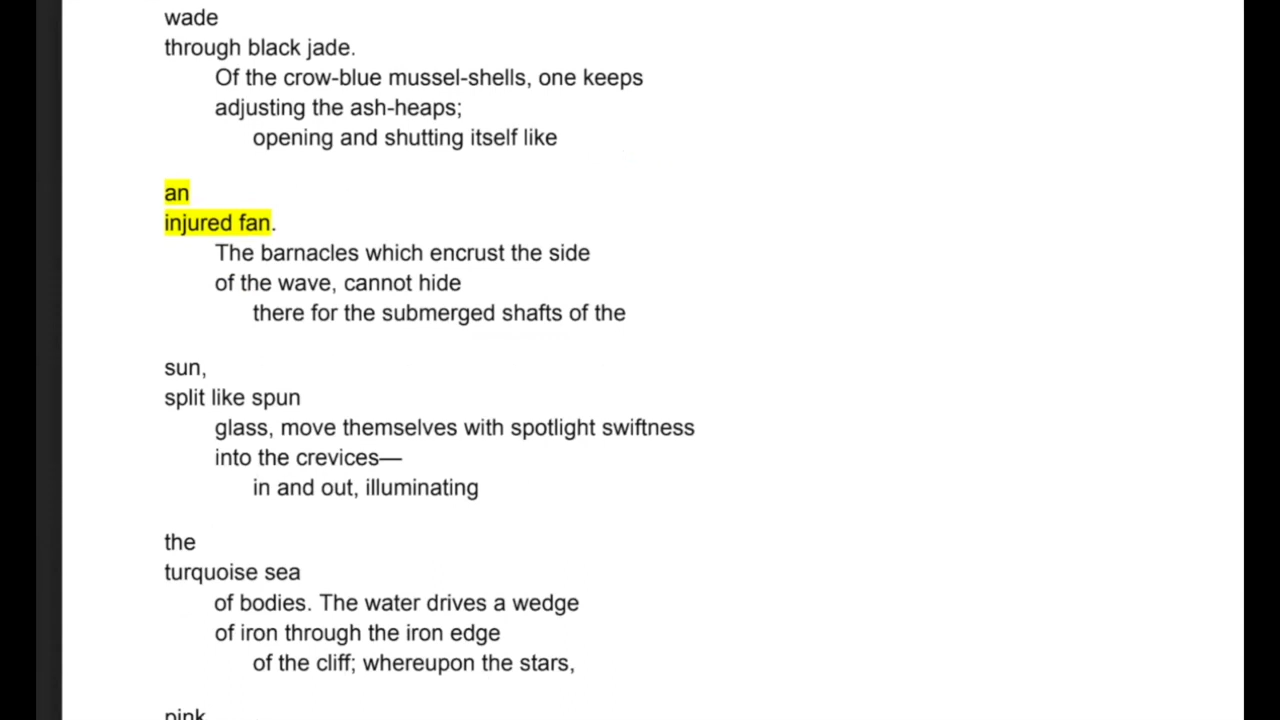 wade
through black jade.
Of the crow-blue mussel-shells, one keeps
adjusting the ash-heaps;
opening and shutting itself like
an
injured fan.
The barnacles which encrust the side
of the wave, cannot hide
there for the submerged shafts of the
sun,
split like spun
glass, move themselves with spotlight swiftness
into the crevices—
in and out, illuminating
the
turquoise sea
of bodies. The water drives a wedge
of iron through the iron edge
of the cliff; whereupon the stars,
pink